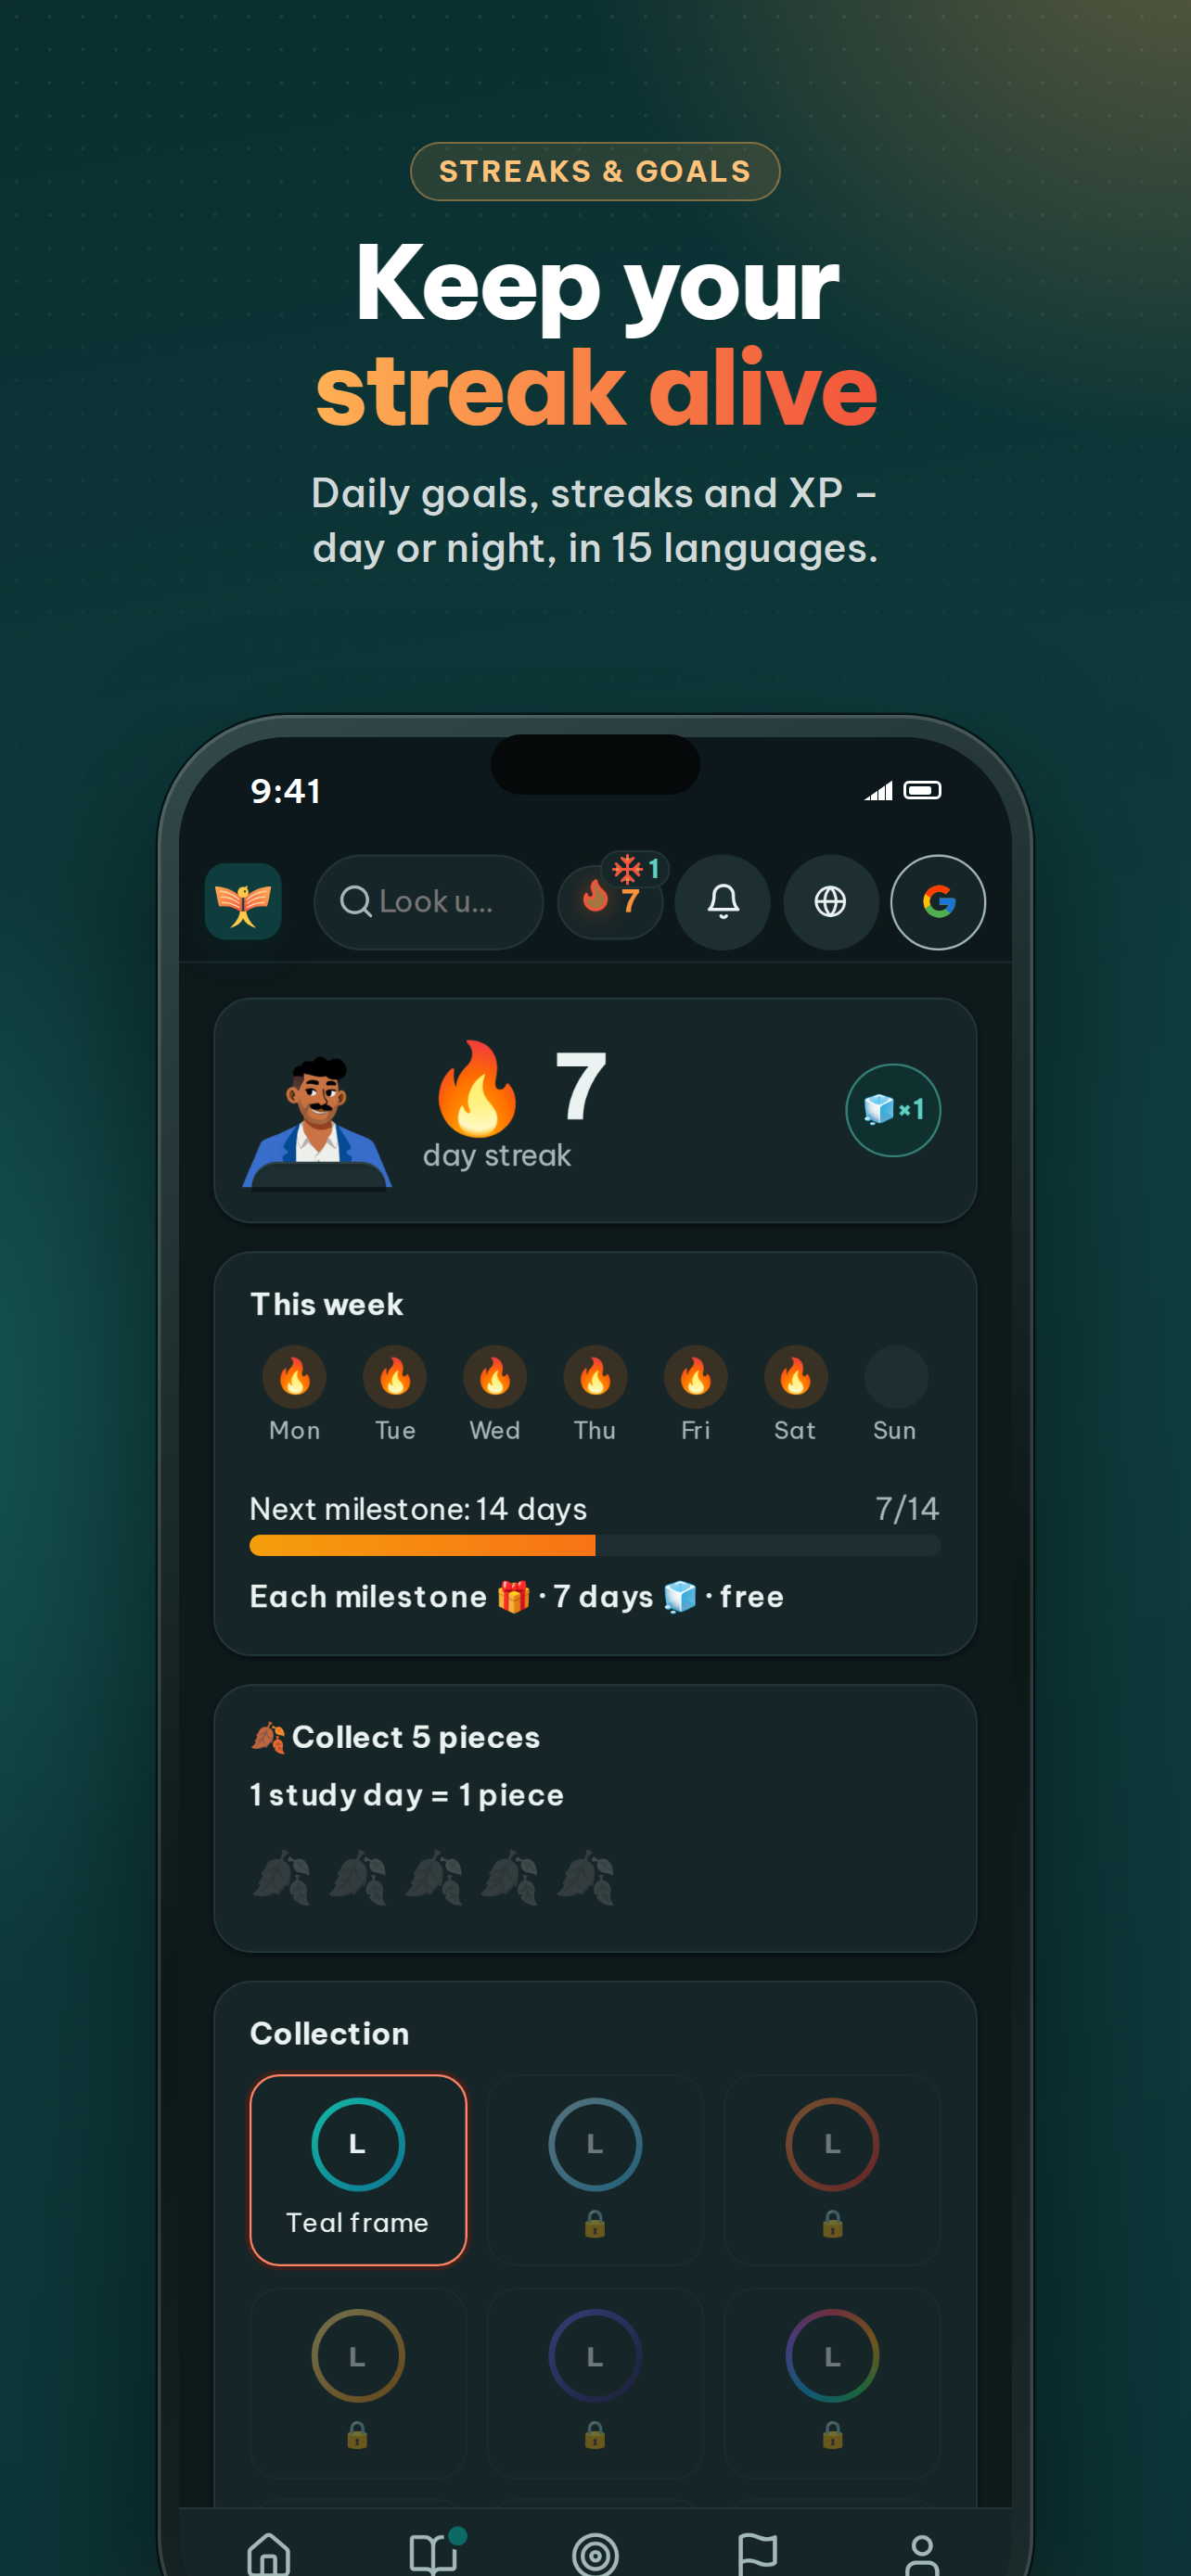 STREAKS & GOALS
Keep your
streak alive
Daily goals, streaks and XP –
day or night, in 15 languages.
9:41
Look u...
1
7
7
day streak
×1
This week
Mon Tue Wed Thu Fri Sat Sun
Next milestone: 14 days 7/14
Each milestone 🎁 · 7 days 🧊 · free
🍂 Collect 5 pieces
1 study day = 1 piece
Collection
L L L
Teal frame
L L L